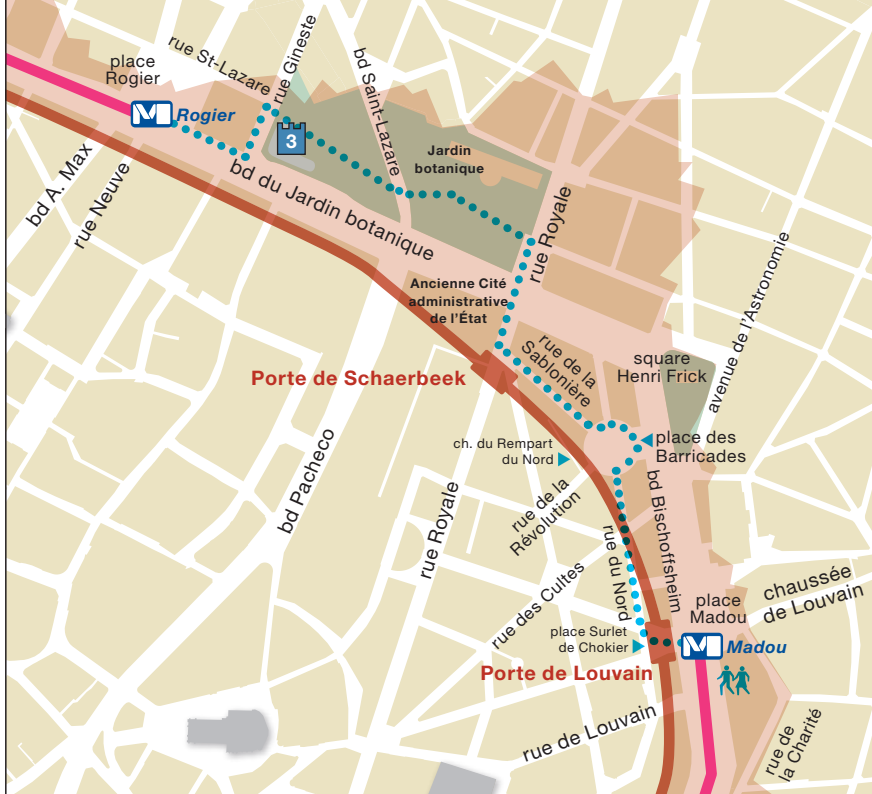 place
Rogier
rue St-Lazare
rue Gineste
bd Saint-Lazare
M
Rogier
3
Jardin
botanique
bd A. Max
rue Neuve
bd du Jardin botanique
rue Royale
avenue de l'Astronomie
Ancienne Cité
administrative
de l'État
rue de la
Sablonière
square
Henri Frick
Porte de Schaerbeek
place des
Barricades
ch. du Rempart
du Nord
bd Pacheco
rue Royale
rue de la
Révolution
bd Bischoffsheim
rue du Nord
rue des Cultes
chaussée
de Louvain
place
Madou
place Surlet
de Chokier
M
Madou
Porte de Louvain
rue de Louvain
rue de
la Charité